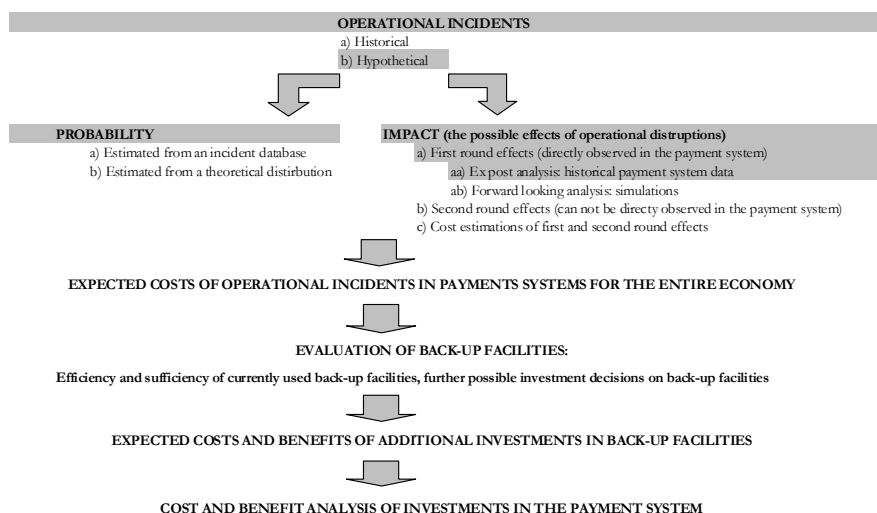 OPERATIONAL INCIDENTS
a) Historical
b) Hypothetical
PROBABILITY
a) Estimated from an incident database
b) Estimated from a theoretical distirbution
IMPACT (the possible effects of operational distruptions)
a) First round effects (directly observed in the payment system)
aa) Ex post analysis: historical payment system data
ab) Forward looking analysis: simulations
b) Second round effects (can not be directy observed in the payment system)
c) Cost estimations of first and second round effects
EXPECTED COSTS OF OPERATIONAL INCIDENTS IN PAYMENTS SYSTEMS FOR THE ENTIRE ECONOMY
EVALUATION OF BACK-UP FACILITIES:
Efficiency and sufficiency of currently used back-up facilities, further possible investment decisions on back-up facilities
EXPECTED COSTS AND BENEFITS OF ADDITIONAL INVESTMENTS IN BACK-UP FACILITIES
COST AND BENEFIT ANALYSIS OF INVESTMENTS IN THE PAYMENT SYSTEM